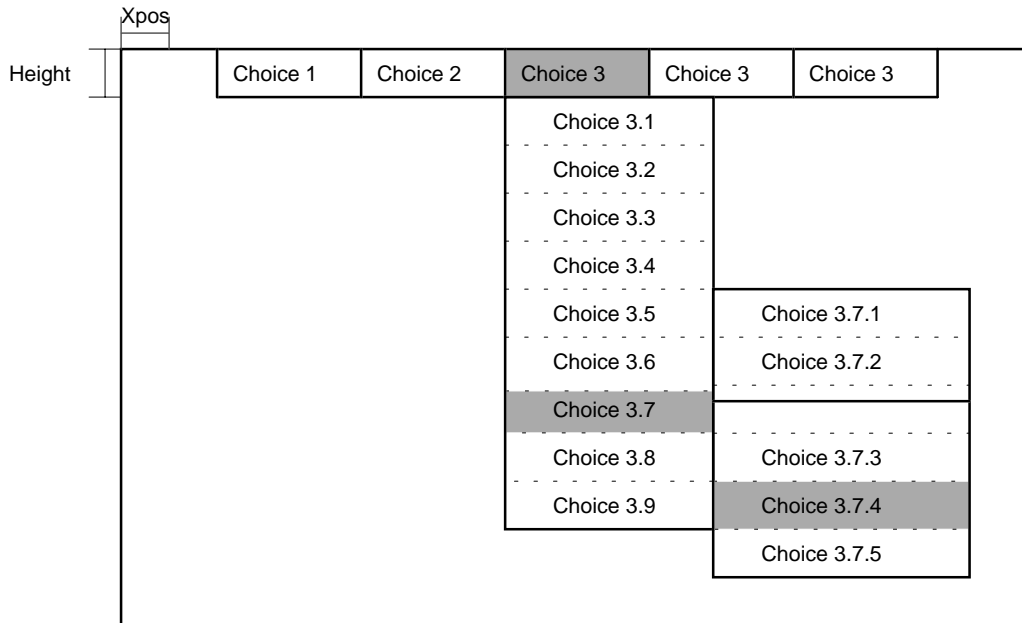 Xpos
Height
Choice 1 Choice 2 Choice 3 Choice 3 Choice 3
Choice 3.1
Choice 3.2
Choice 3.3
Choice 3.4
Choice 3.5 Choice 3.7.1
Choice 3.6 Choice 3.7.2
Choice 3.7
Choice 3.8 Choice 3.7.3
Choice 3.9 Choice 3.7.4
Choice 3.7.5